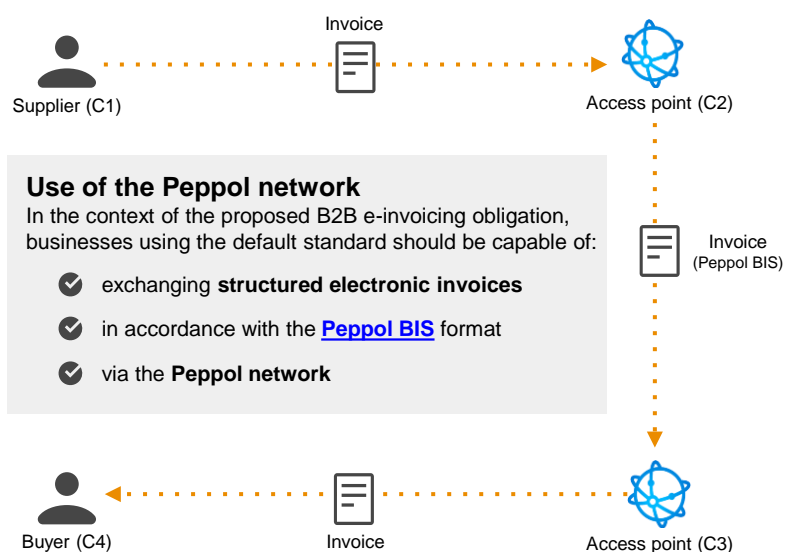 Invoice
Supplier (C1)
Access point (C2)
Use of the Peppol network
In the context of the proposed B2B e-invoicing obligation,
businesses using the default standard should be capable of:
exchanging structured electronic invoices
in accordance with the Peppol BIS format
via the Peppol network
Invoice
(Peppol BIS)
Buyer (C4)
Invoice
Access point (C3)